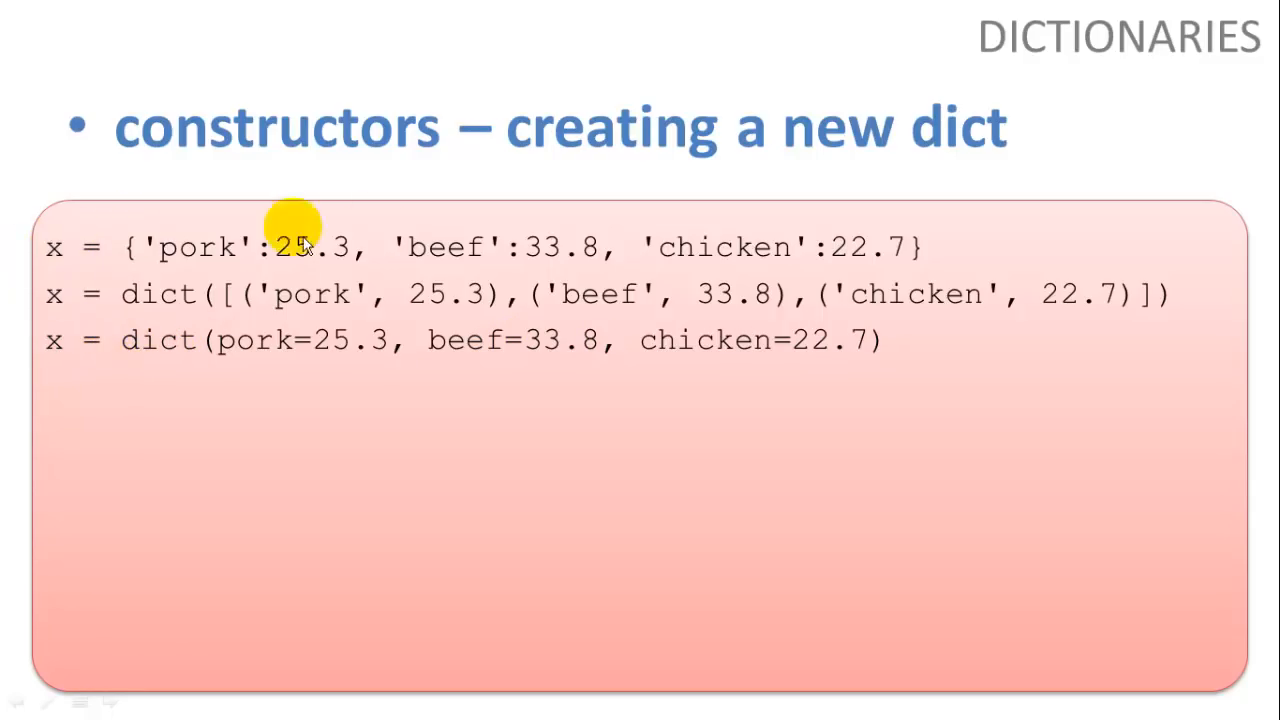 DICTIONARIES
• constructors – creating a new dict
x = {'pork':25.3, 'beef':33.8, 'chicken':22.7}
x = dict([('pork', 25.3),('beef', 33.8),('chicken', 22.7)])
x = dict(pork=25.3, beef=33.8, chicken=22.7)